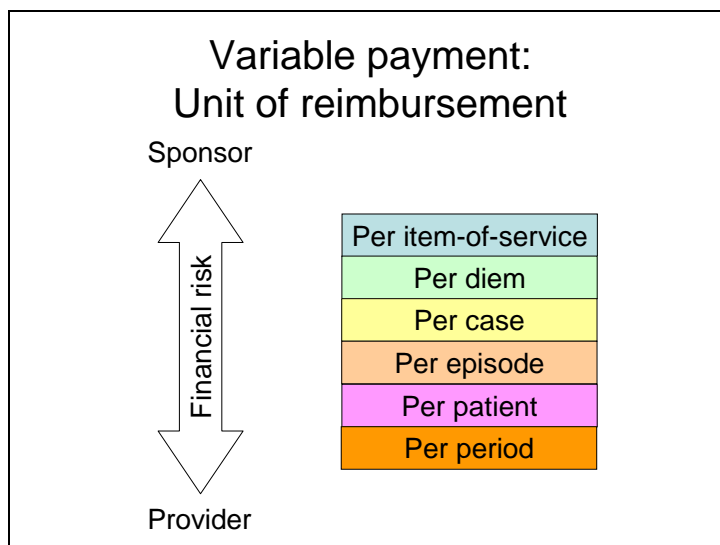 Variable payment:
Unit of reimbursement
Sponsor
Financial risk
Provider
Per item-of-service
Per diem
Per case
Per episode
Per patient
Per period